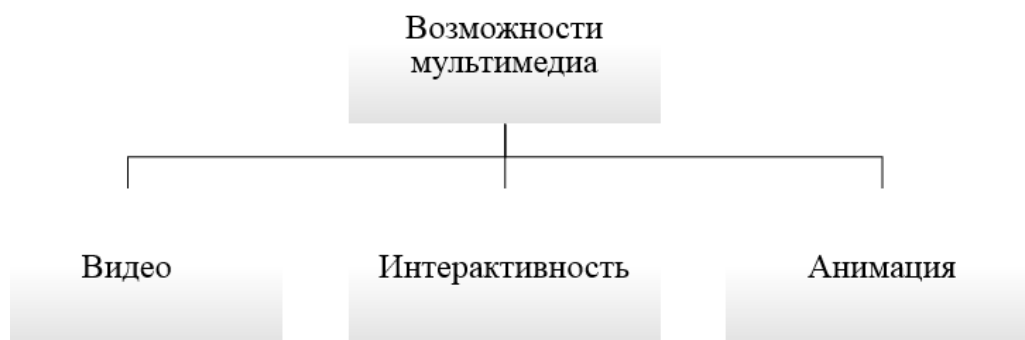 Возможности
мультимедиа
Видео
Интерактивность
Анимация